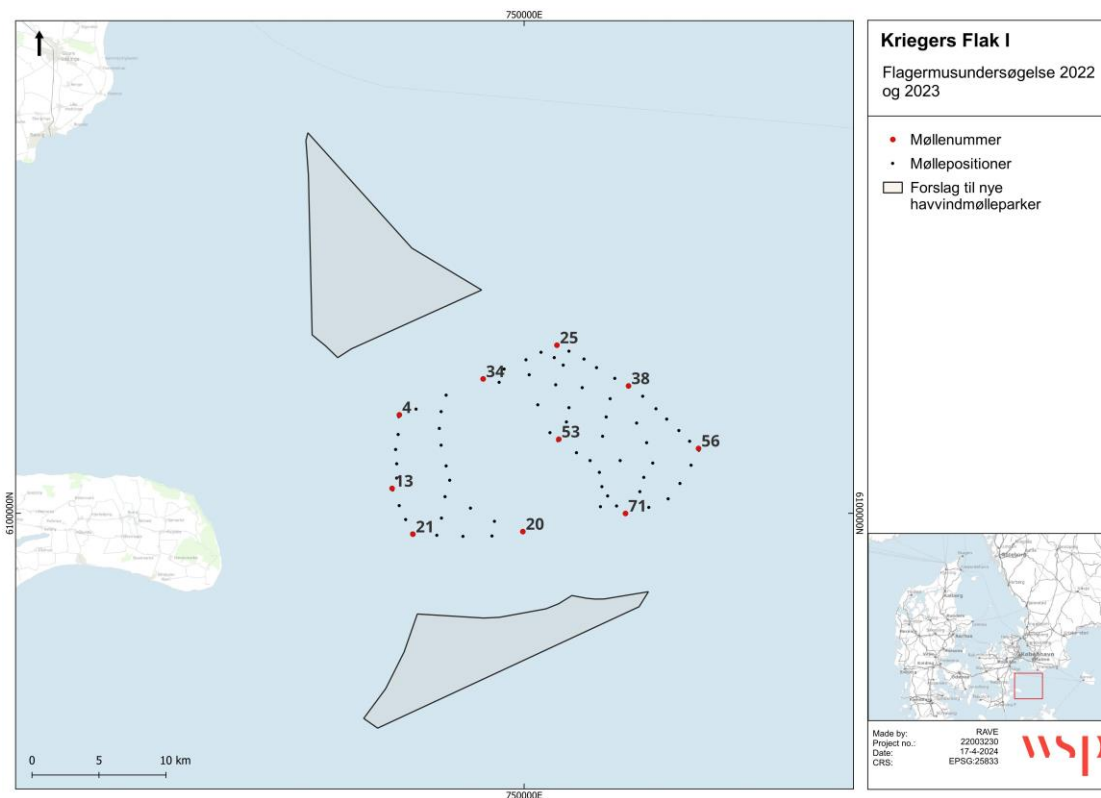 750000E
Kriegers Flak I
Flagermusundersøgelse 2022
og 2023
Møllenummer
Møllepositioner
Forslag til nye
havvindmølleparker
25
34
38
4
53
56
13
71
21
20
6100000N
6100000N
0 5 10 km
750000E
Made by: RAVE
Project no.: 22003230
Date: 17-4-2024
CRS: EPSG:25833
wsp